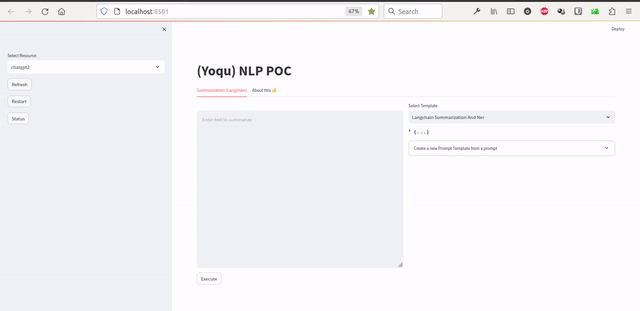 localhost:8501
67%
Search
Deploy
Select Resource
chatgpt2
Refresh
Restart
Status
(Yoqu) NLP POC
Summarization (Langchain)
About this
Enter text to summarize
Execute
Select Template
Langchain Summarization And Ner
{...}
Create a new Prompt Template from a prompt